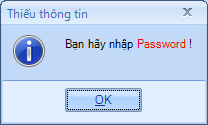 Thiếu thông tin
Bạn hãy nhập Password !
OK